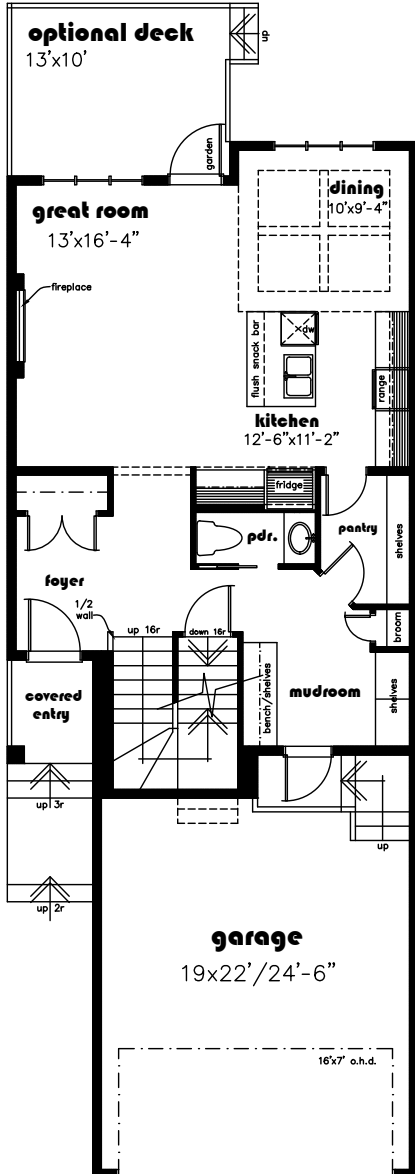 optional deck
13'x10'
up
garden
dining
10'x9'-4"
great room
13'x16'-4"
fireplace
flush snack bar
dw
range
kitchen
12'-6"x11'-2"
fridge
pdr.
pantry
shelves
foyer
1/2
wall
up 16r
down 16r
broom
covered
entry
bench/shelves
mudroom
shelves
up 3r
up
up 2r
garage
19x22'/24'-6"
16'x7' o.h.d.